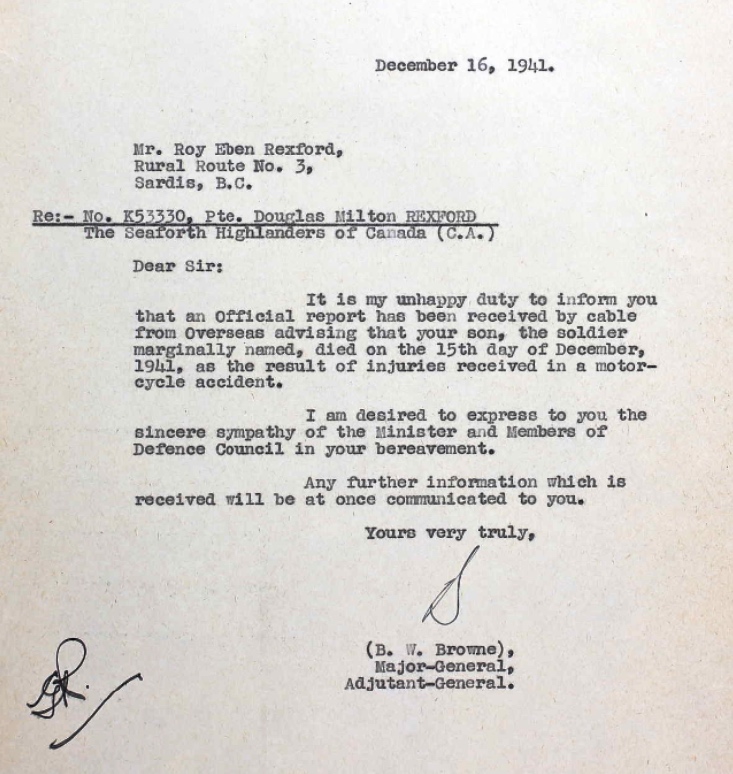 December 16, 1941.
Mr. Roy Eben Rexford,
Rural Route No. 3,
Sardis, B.C.
Re:- No. K53330, Pte. Douglas Milton REXFORD
The Seaforth Highlanders of Canada (C.A.)
Dear Sir:
It is my unhappy duty to inform you
that an Official report has been received by cable
from Overseas advising that your son, the soldier
marginally named, died on the 15th day of December,
1941, as the result of injuries received in a motor-
cycle accident.
I am desired to express to you the
sincere sympathy of the Minister and Members of
Defence Council in your bereavement.
Any further information which is
received will be at once communicated to you.
Yours very truly,
(B. W. Browne),
Major-General,
Adjutant-General.